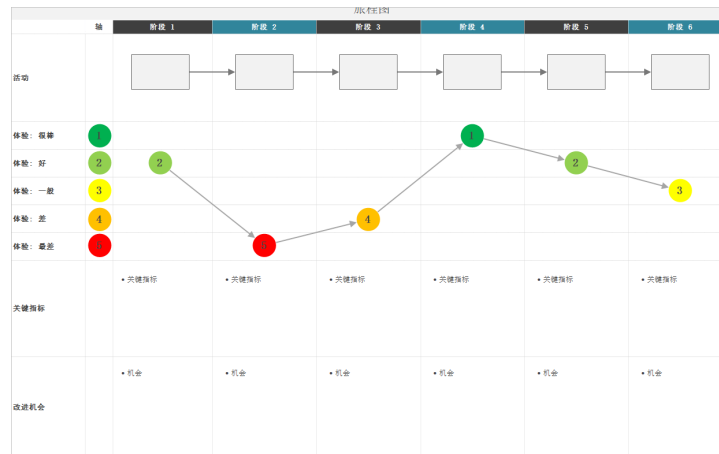 旅程图
轴 阶段 1 阶段 2 阶段 3 阶段 4 阶段 5 阶段 6
活动
体验: 很棒 1 1
体验: 好 2 2 2
体验: 一般 3 3
体验: 差 4 4
体验: 最差 5 5
• 关键指标 • 关键指标 • 关键指标 • 关键指标 • 关键指标 • 关键指标
关键指标
• 机会 • 机会 • 机会 • 机会 • 机会 • 机会
改进机会